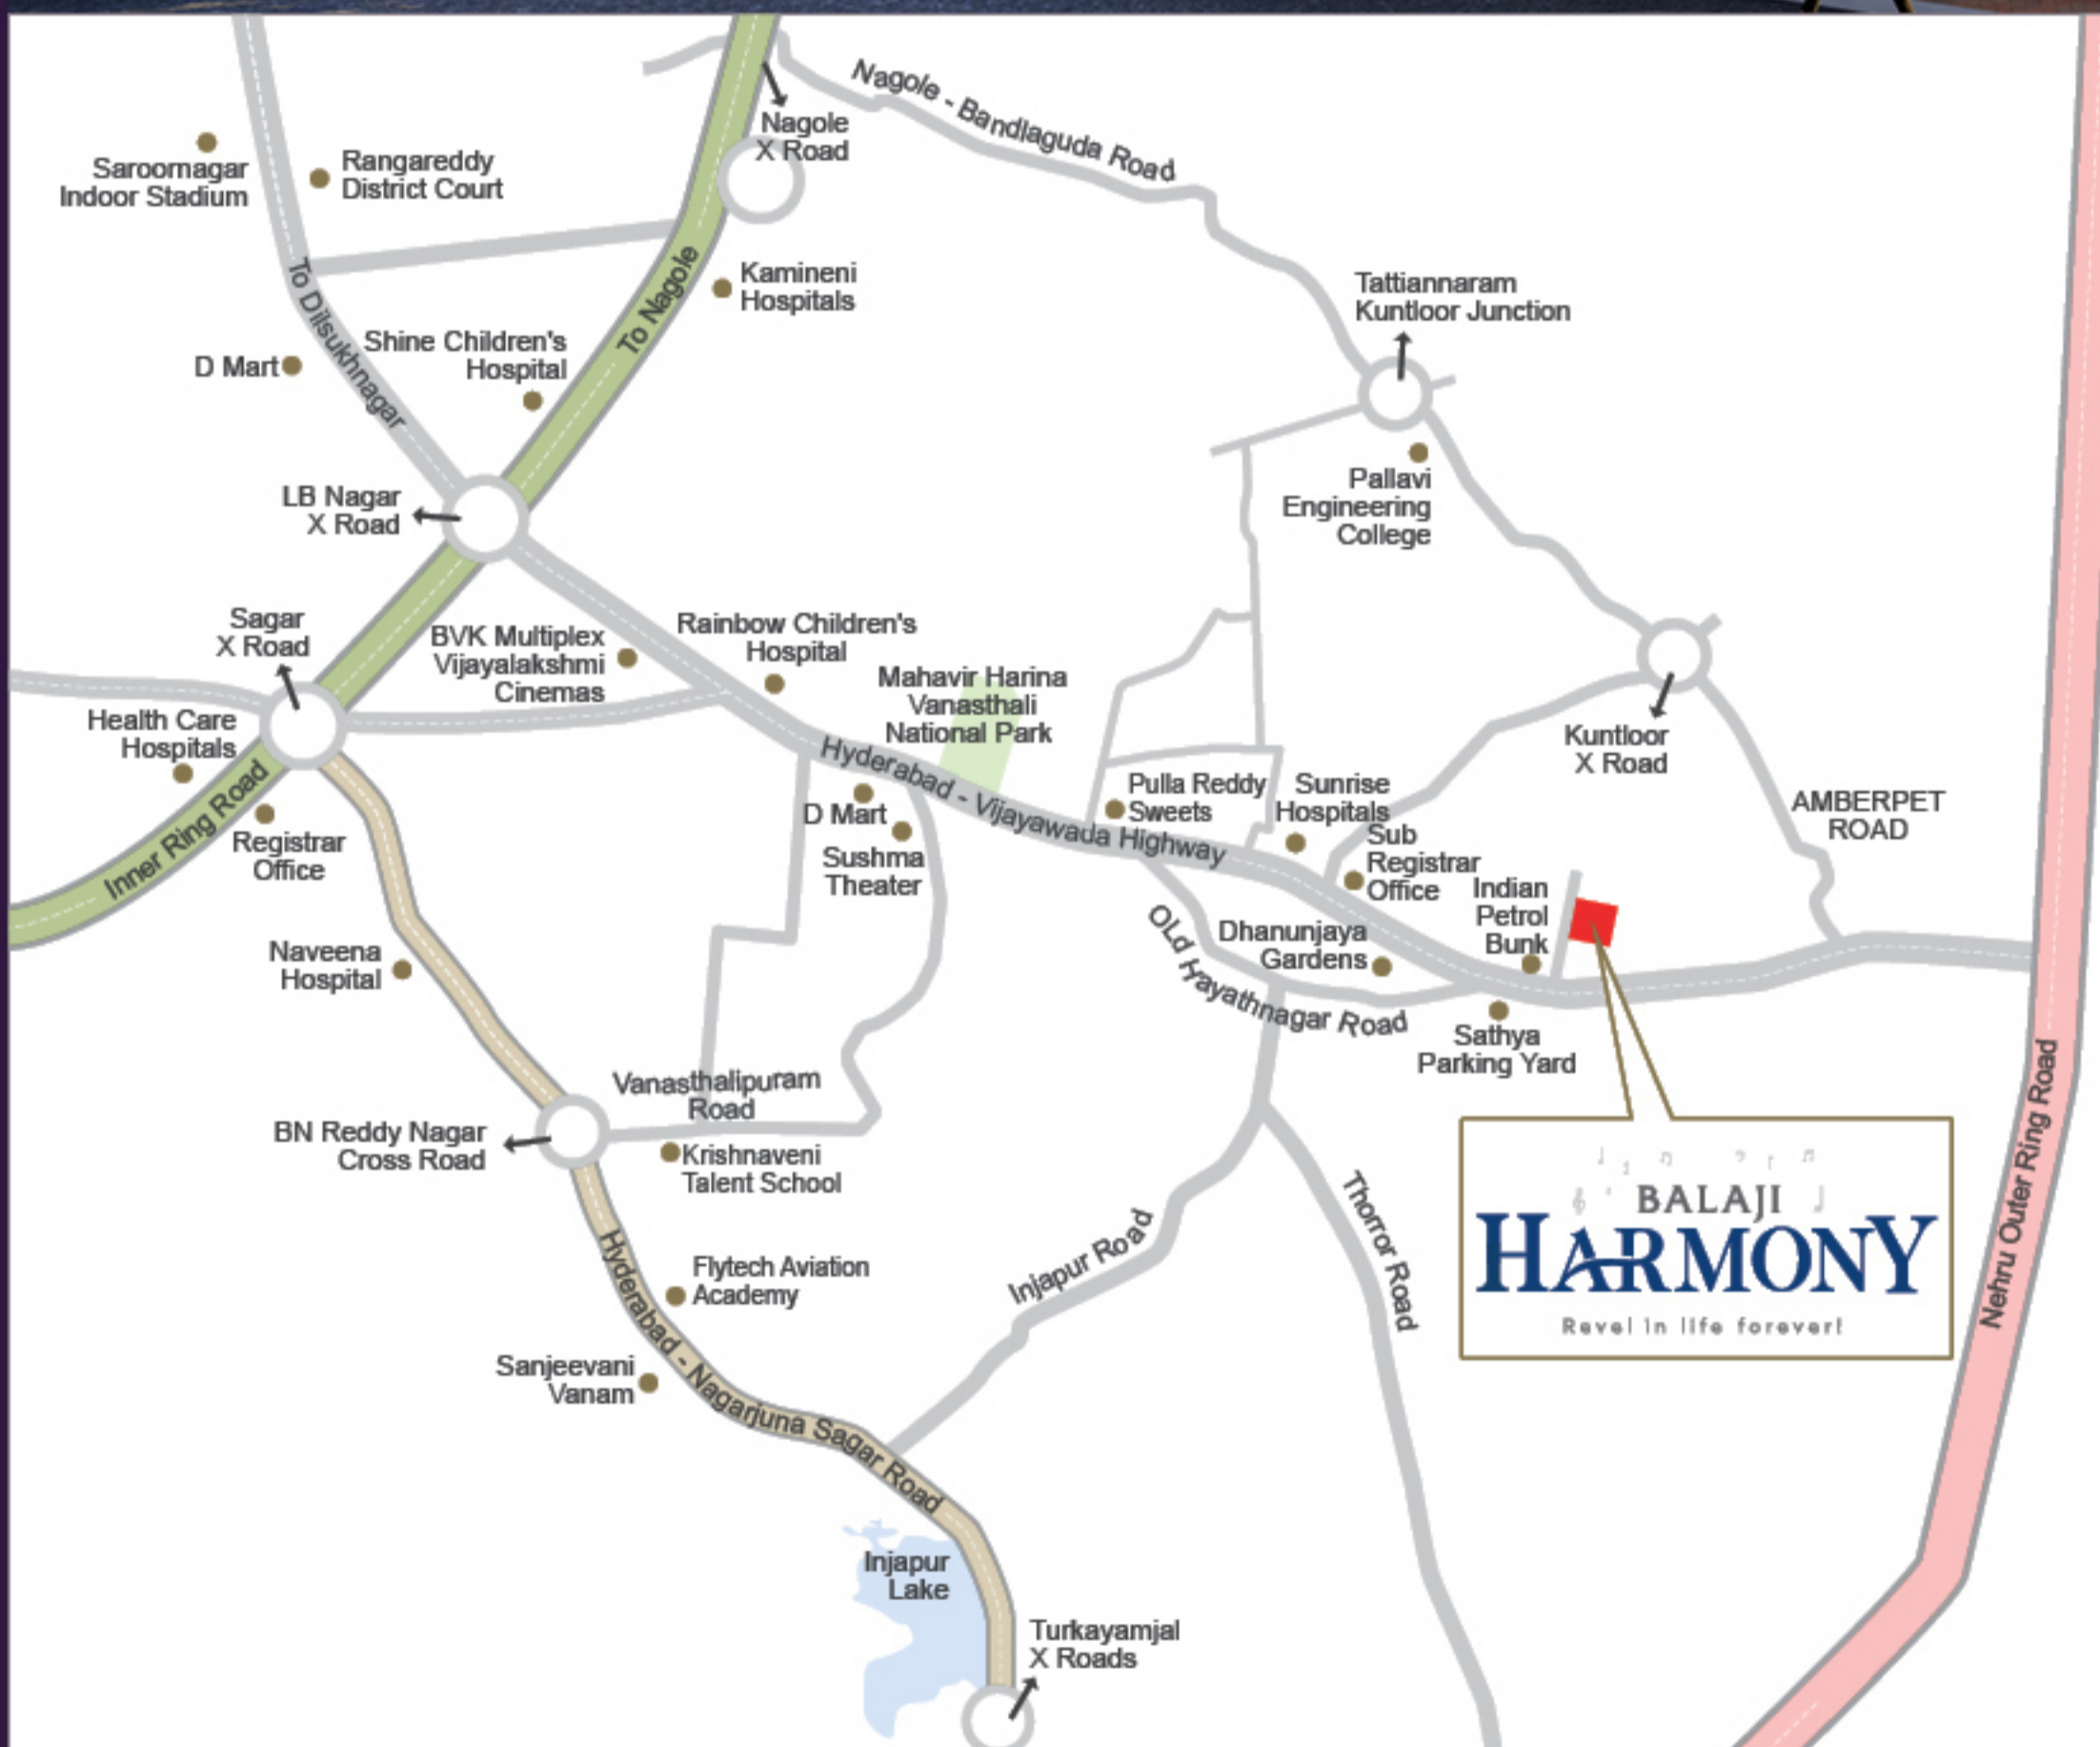 Nagole - Bandlaguda Road
Nagole
X Road
Saroornagar
Indoor Stadium
Rangareddy
District Court
To Dilsukhnagar
To Nagole
Kamineni
Hospitals
Tattiannaram
Kuntloor Junction
Shine Children's
Hospital
D Mart
LB Nagar
X Road
Pallavi
Engineering
College
Sagar
X Road
BVK Multiplex
Vijayalakshmi
Cinemas
Rainbow Children's
Hospital
Mahavir Harina
Vanasthali
National Park
Health Care
Hospitals
Kuntloor
X Road
Hyderabad - Vijayawada Highway
Inner Ring Road
Registrar
Office
D Mart
Sushma
Theater
Pulla Reddy
Sweets
Sunrise
Hospitals
Sub
Registrar
Office
AMBERPET
ROAD
Indian
Petrol
Bunk
Dhanunjaya
Gardens
OLd Hayathnagar Road
Naveena
Hospital
Sathya
Parking Yard
Vanasthalipuram
Road
BN Reddy Nagar
Cross Road
Krishnaveni
Talent School
Nehru Outer Ring Road
BALAJI
HARMONY
Revel in life forever!
Thorror Road
Injapur Road
Flytech Aviation
Academy
Hyderabad - Nagarjuna Sagar Road
Sanjeevani
Vanam
Injapur
Lake
Turkayamjal
X Roads